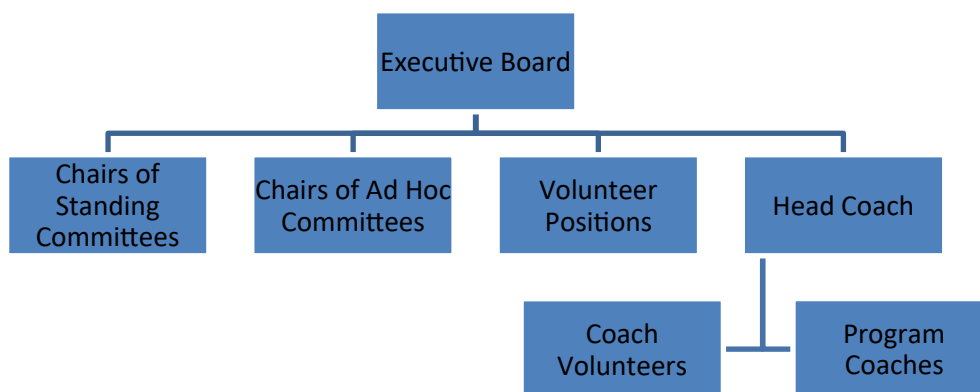 Executive Board
Chairs of
Standing
Committees
Chairs of Ad Hoc
Committees
Volunteer
Positions
Head Coach
Coach
Volunteers
Program
Coaches